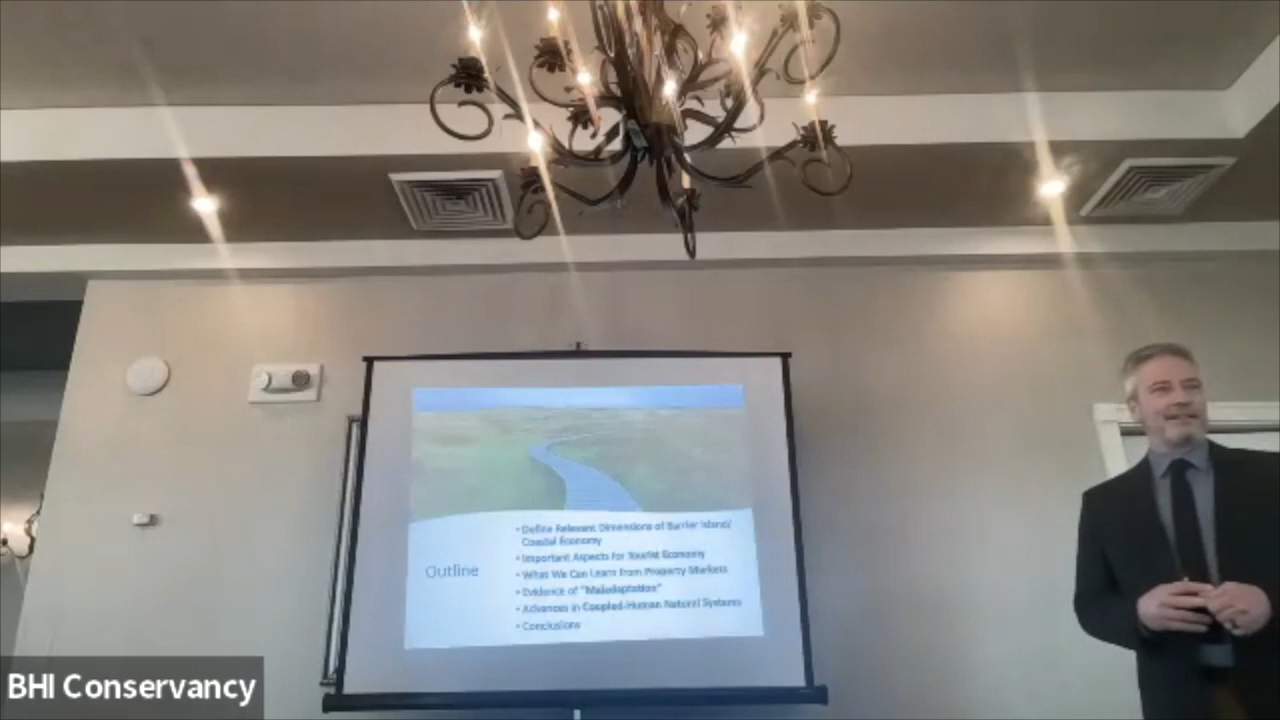 Outline
• Define Relevant Dimensions of Barrier Island/
Coastal Economy
• Important Aspects for Tourist Economy
• What We Can Learn from Property Markets
• Evidence of "Maladaptation"
• Advances in Coupled-Human Natural Systems
• Conclusions
BHI Conservancy